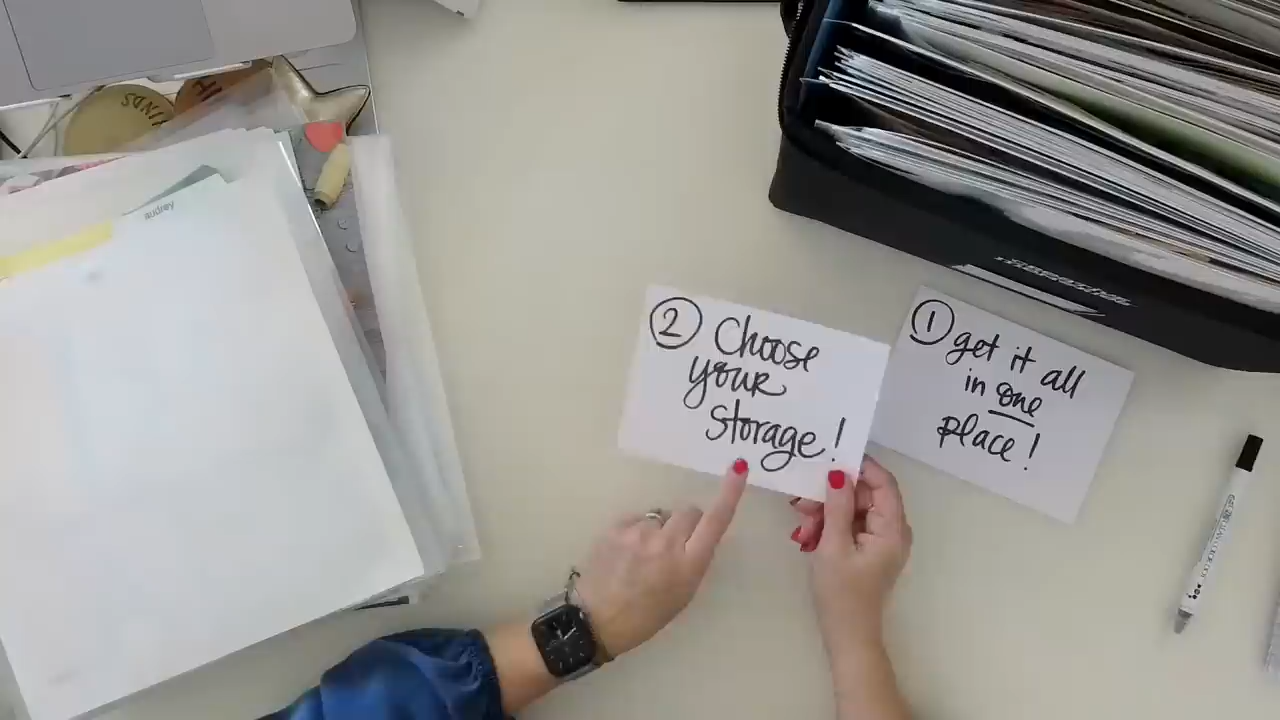 audrey
② Choose
your
Storage!
① get it all
in one
place!